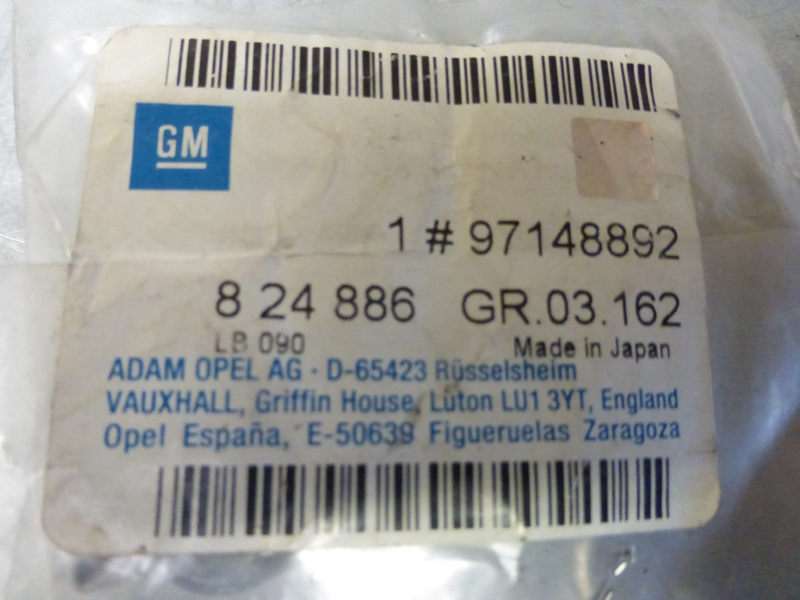 GM
1 # 97148892
8 24 886 GR.03.162
LB 090 Made in Japan
ADAM OPEL AG · D-65423 Rüsselsheim
VAUXHALL, Griffin House, Luton LU1 3YT, England
Opel España, E-50639 Figueruelas Zaragoza